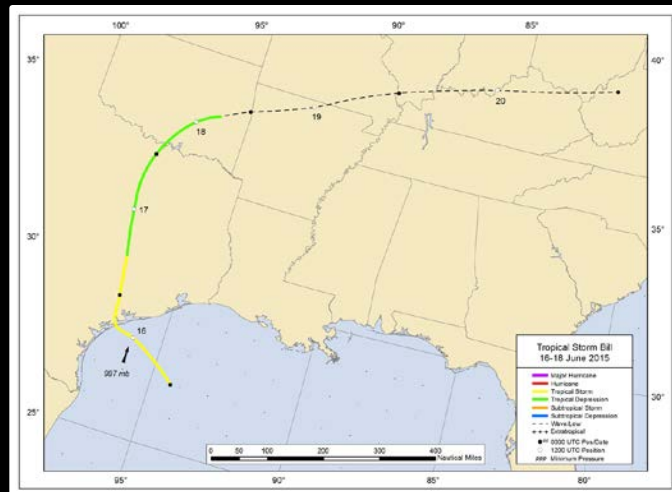 100° 95° 90° 85°
35° 40°
18
19
20
17
30° 35°
16
997 mb
25° 30°
Tropical Storm Bill
16-18 June 2015
Major Hurricane
Hurricane
Tropical Storm
Tropical Depression
Subtropical Storm
Subtropical Depression
Wave/Low
Extratropical
0000 UTC Pos/Date
1200 UTC Position
Minimum Pressure
0 50 100 200 300 400
Nautical Miles
95° 90° 85° 80°